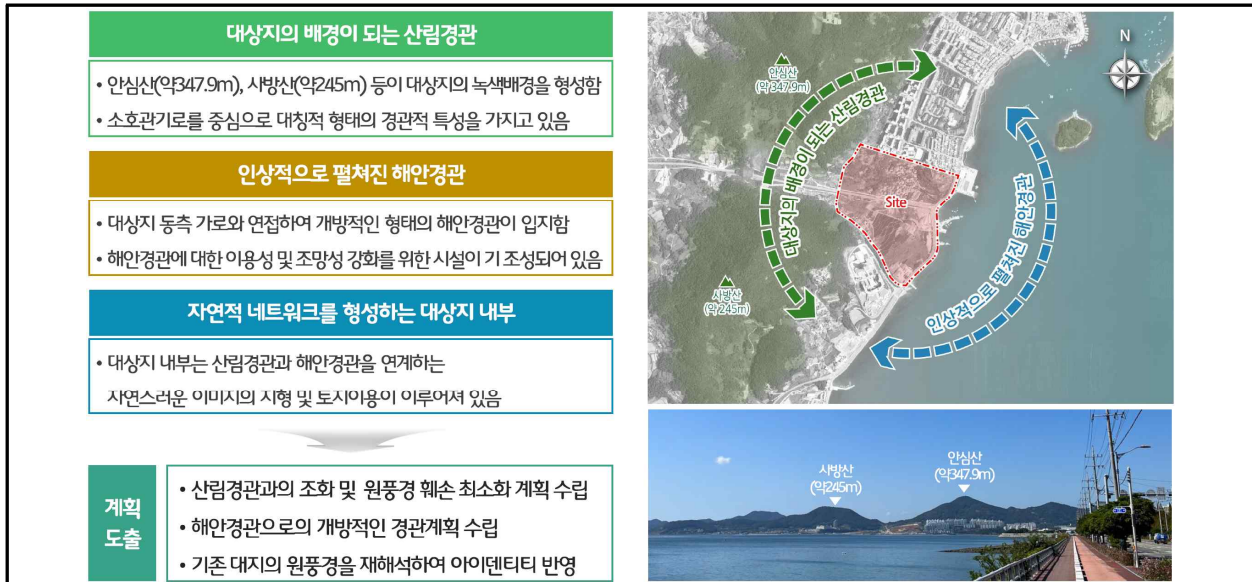 대상지의 배경이 되는 산림경관
• 안심산(약347.9m), 사방산(약245m) 등이 대상지의 녹색배경을 형성함
• 소호관기로를 중심으로 대칭적 형태의 경관적 특성을 가지고 있음
인상적으로 펼쳐진 해안경관
• 대상지 동측 가로와 연접하여 개방적인 형태의 해안경관이 입지함
• 해안경관에 대한 이용성 및 조망성 강화를 위한 시설이 기 조성되어 있음
자연적 네트워크를 형성하는 대상지 내부
• 대상지 내부는 산림경관과 해안경관을 연계하는
자연스러운 이미지의 지형 및 토지이용이 이루어져 있음
계획
도출
• 산림경관과의 조화 및 원풍경 훼손 최소화 계획 수립
• 해안경관으로의 개방적인 경관계획 수립
• 기존 대지의 원풍경을 재해석하여 아이덴티티 반영
N
안심산
(약347.9m)
대상지의 배경이 되는 산림경관
Site
인상적으로 펼쳐진 해안경관
사방산
(약245m)
사방산
(약245m)
안심산
(약347.9m)